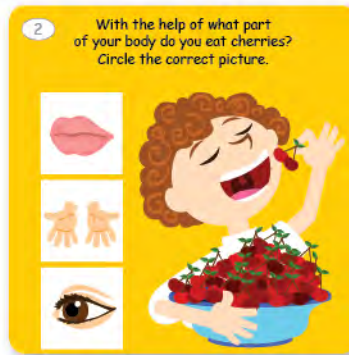 2
With the help of what part
of your body do you eat cherries?
Circle the correct picture.